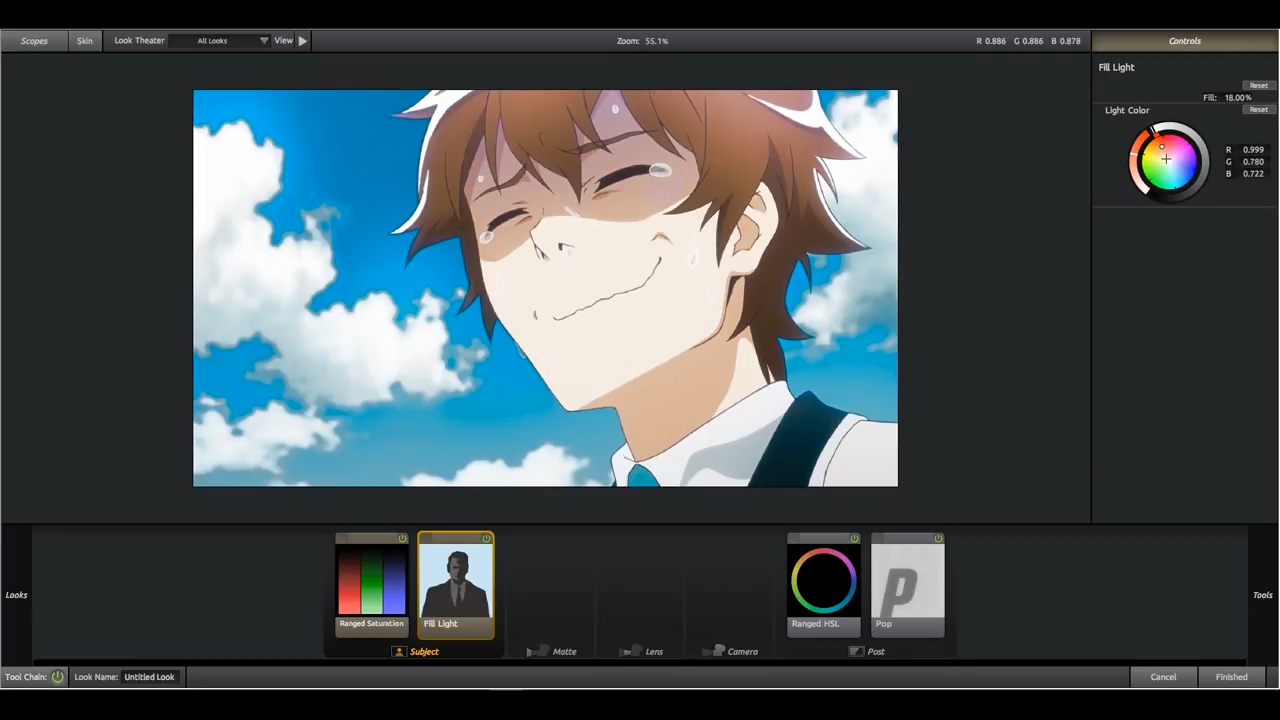 Scopes Skin Look Theater All Looks View Zoom: 55.1% R 0.886 G 0.886 B 0.878 Controls
Fill Light
Reset
Fill: 18.00%
Light Color Reset
R 0.999
G 0.780
B 0.722
Looks Tools
Ranged Saturation Fill Light Ranged HSL Pop
P
Subject Matte Lens Camera Post
Tool Chain: Look Name: Untitled Look Cancel Finished